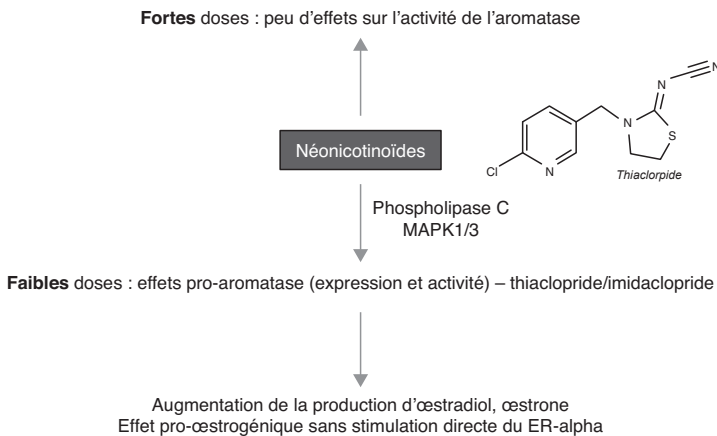 Fortes doses : peu d'effets sur l'activité de l'aromatase
N
N
N
S
Cl
N
Thiaclorpide
Néonicotinoïdes
Phospholipase C
MAPK1/3
Faibles doses : effets pro-aromatase (expression et activité) – thiaclopride/imidaclopride
Augmentation de la production d'œstradiol, œstrone
Effet pro-œstrogénique sans stimulation directe du ER-alpha